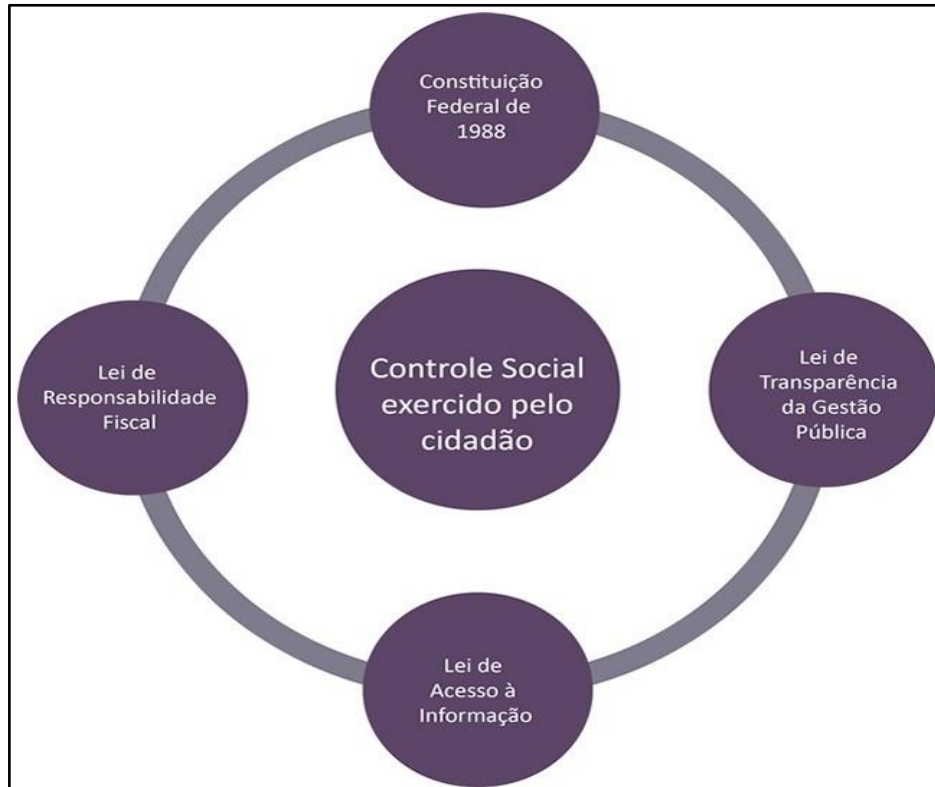 Constituição
Federal de
1988
Lei de
Responsabilidade
Fiscal
Controle Social
exercido pelo
cidadão
Lei de
Transparência
da Gestão
Pública
Lei de
Acesso à
Informação